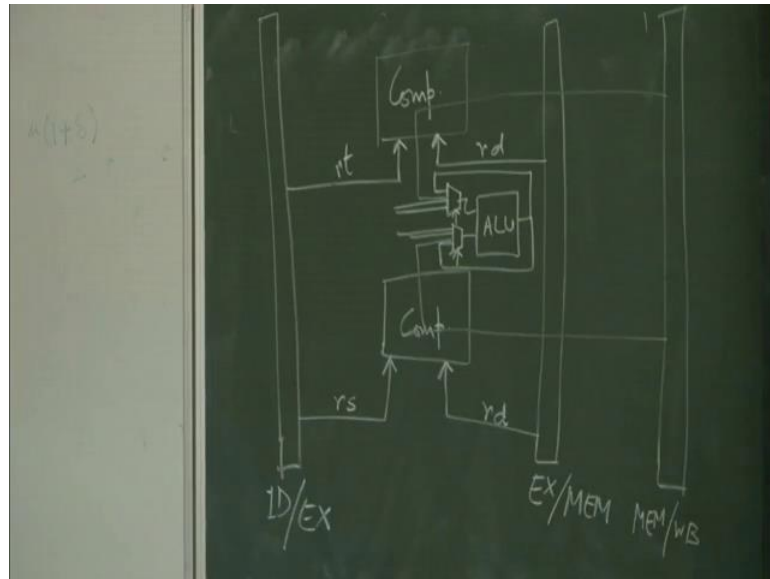 Comp.
rt
rd
ALU
Comp
rs
rd
ID/EX
EX/MEM
MEM/WB